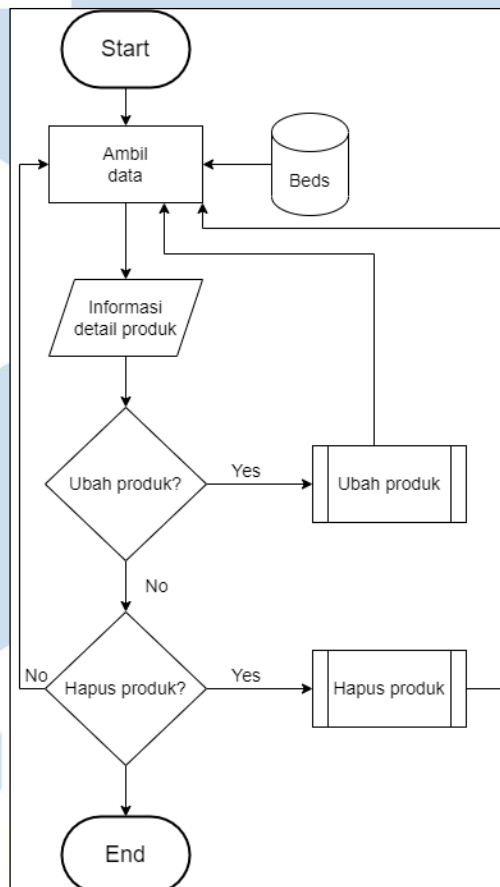 Start
Ambil
data
Beds
Informasi
detail produk
Ubah produk?
Yes
Ubah produk
No
No
Hapus produk?
Yes
Hapus produk
End